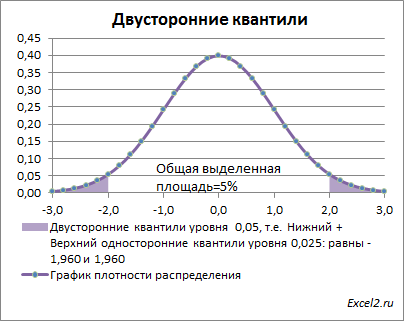 Двусторонние квантили
0,45
0,40
0,35
0,30
0,25
0,20
0,15
0,10
0,05
0,00
Общая выделенная
площадь=5%
-3,0 -2,0 -1,0 0,0 1,0 2,0 3,0
Двусторонние квантили уровня 0,05, т.е. Нижний +
Верхний односторонние квантили уровня 0,025: равны -
1,960 и 1,960
График плотности распределения
Excel2.ru